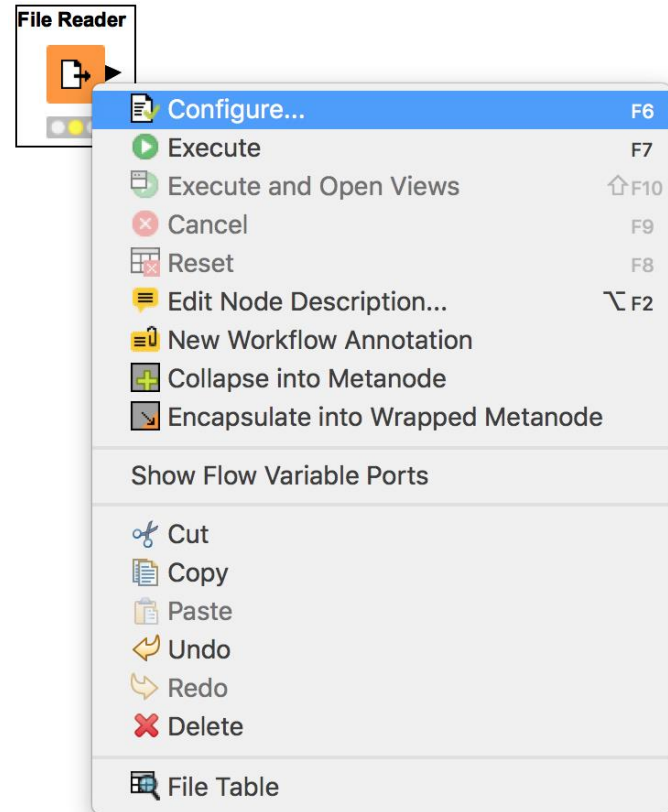 File Reader
Configure... F6
Execute F7
Execute and Open Views ⇧F10
Cancel F9
Reset F8
Edit Node Description... ⌥F2
New Workflow Annotation
Collapse into Metanode
Encapsulate into Wrapped Metanode
Show Flow Variable Ports
Cut
Copy
Paste
Undo
Redo
Delete
File Table